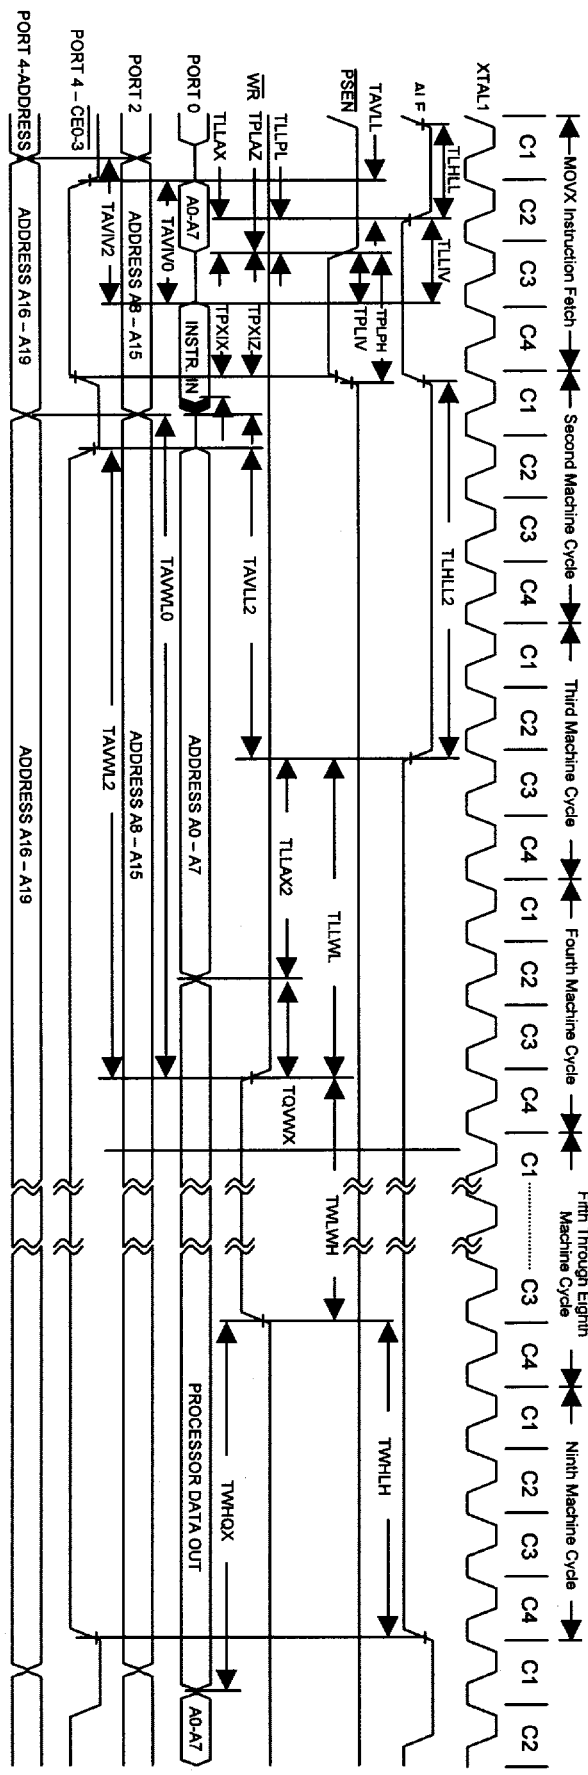 MOVX Instruction Fetch
Second Machine Cycle
Third Machine Cycle
Fourth Machine Cycle
Fifth Through Eighth
Machine Cycle
Ninth Machine Cycle
C1 C2 C3 C4 C1 C2 C3 C4 C1 C2 C3 C4 C1 C2 C3 C4 C1 ......... C3 C4 C1 C2 C3 C4 C1 C2
XTAL1
ALE
TLHLL
TLLIV
TLHLL2
TAVLL
TPLPH
TWHLH
PSEN
TPLIV
TLLWL
TWLWH
TLLPL
TLLAX2
TQVWX
WR
TPLAZ
TPXIZ
TAVLL2
TLLAX
TPXIX
TWHQX
PORT 0
A0-A7
INSTR. IN
ADDRESS A0 – A7
PROCESSOR DATA OUT
A0-A7
TAVIV0
TAVWL0
PORT 2
ADDRESS A8 – A15
ADDRESS A8 – A15
TAVIV2
TAVWL2
PORT 4 – CE0-3
PORT 4-ADDRESS
ADDRESS A16 – A19
ADDRESS A16 – A19